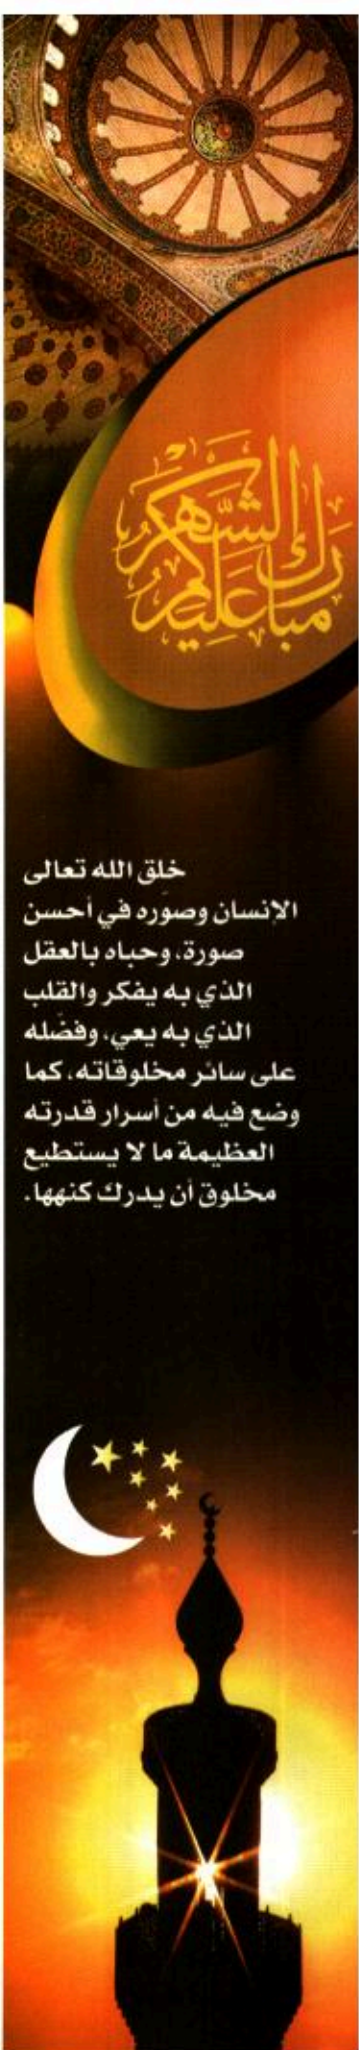 مبارك عليكم الشهر
خلق الله تعالى
الإنسان وصوّره في أحسن
صورة، وحباه بالعقل
الذي به يفكر والقلب
الذي به يعي، وفضّله
على سائر مخلوقاته، كما
وضع فيه من أسرار قدرته
العظيمة ما لا يستطيع
مخلوق أن يدرك كنهها.